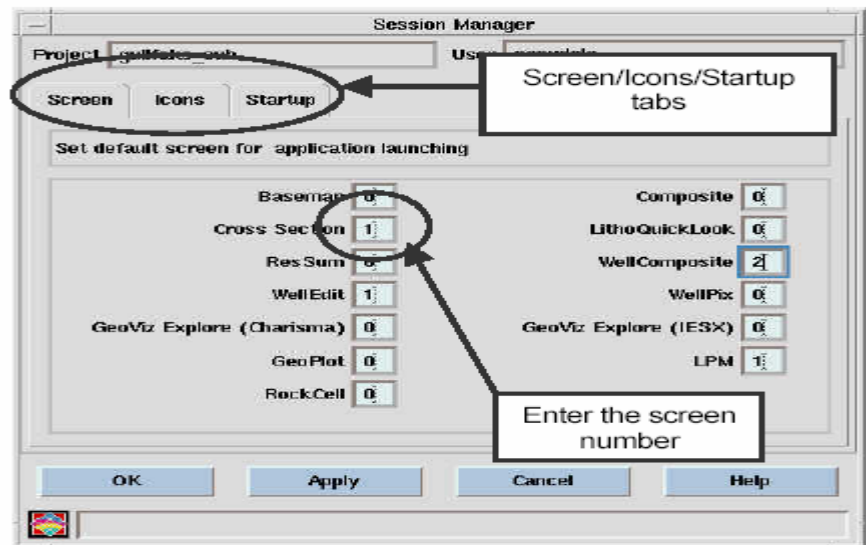 Session Manager
Project
Screen/Icons/Startup
tabs
Screen Icons Startup
Set default screen for application launching
Baseman 0 Composite 0
Cross Section 1 LithoQuickLook 0
ResSum 0 WellComposite 2
WellEdit 1 WellPix 0
GeoViz Explore (Charisma) 0 GeoViz Explore (IESX) 0
GeoPlot 0 LPM 1
RockCell 0
Enter the screen
number
OK Apply Cancel Help